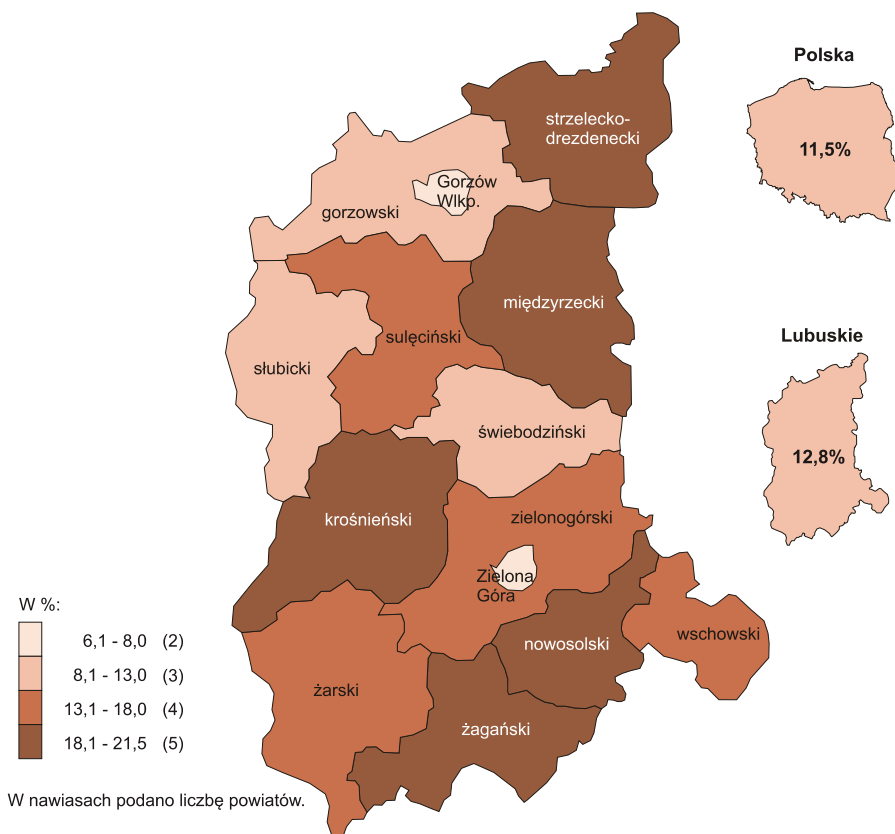 Polska
11,5%
strzelecko-
drezdenecki
Gorzów
Wlkp.
gorzowski
międzyrzecki
sulęciński
słubicki
Lubuskie
12,8%
świebodziński
krośnieński
zielonogórski
Zielona
Góra
wschowski
nowosolski
żarski
żagański
W %:
6,1 - 8,0 (2)
8,1 - 13,0 (3)
13,1 - 18,0 (4)
18,1 - 21,5 (5)
W nawiasach podano liczbę powiatów.